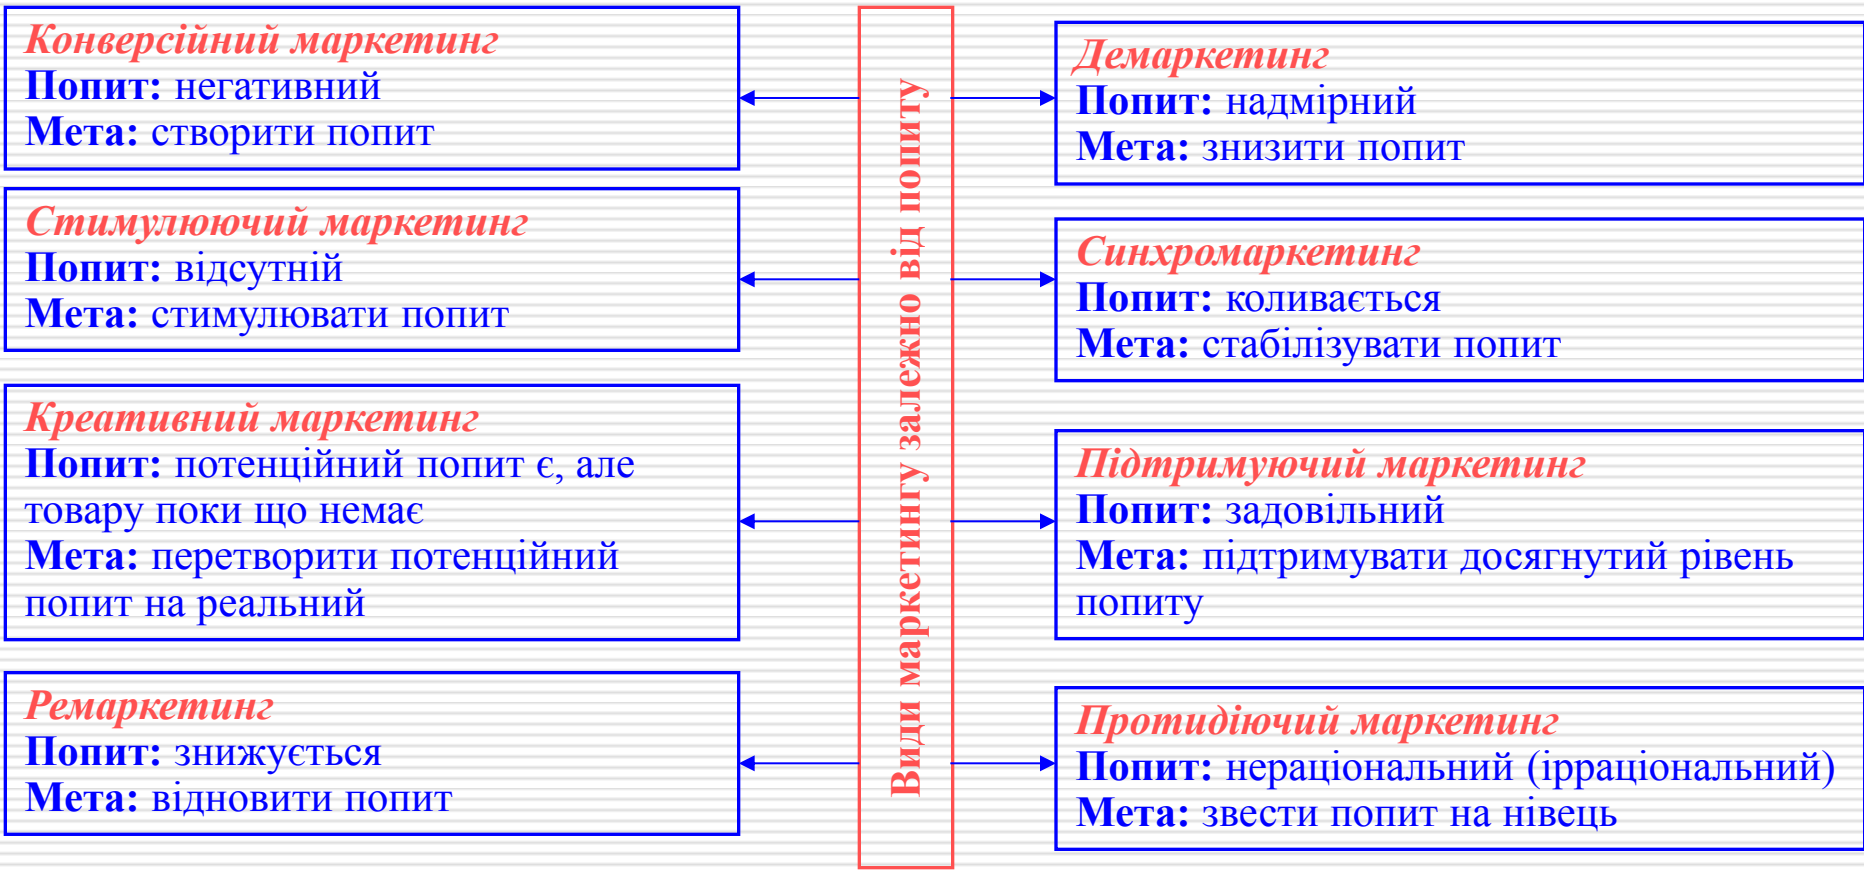 Конверсійний маркетинг
Попит: негативний
Мета: створити попит
Стимулюючий маркетинг
Попит: відсутній
Мета: стимулювати попит
Креативний маркетинг
Попит: потенційний попит є, але
товару поки що немає
Мета: перетворити потенційний
попит на реальний
Ремаркетинг
Попит: знижується
Мета: відновити попит
Види маркетингу залежно від попиту
Демаркетинг
Попит: надмірний
Мета: знизити попит
Синхромаркетинг
Попит: коливається
Мета: стабілізувати попит
Підтримуючий маркетинг
Попит: задовільний
Мета: підтримувати досягнутий рівень
попиту
Протидіючий маркетинг
Попит: нераціональний (ірраціональний)
Мета: звести попит на нівець